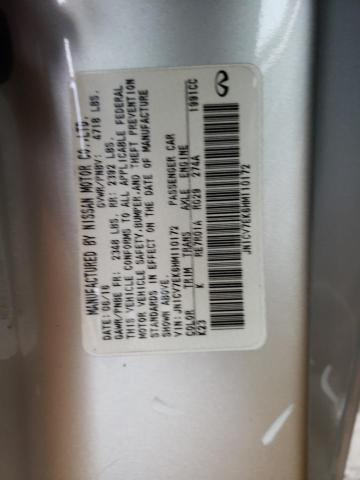 MANUFACTURED BY NISSAN MOTOR CO.,LTD.
DATE: 06/16 GVWR/PNBV: 4718 LBS.
GAWR/PNBE FR: 2348 LBS. RR: 2392 LBS.
THIS VEHICLE CONFORMS TO ALL APPLICABLE FEDERAL
MOTOR VEHICLE SAFETY,BUMPER,AND THEFT PREVENTION
STANDARDS IN EFFECT ON THE DATE OF MANUFACTURE
SHOWN ABOVE.
VIN:JN1CV7EK6HM110172 PASSENGER CAR
COLOR TRIM TRANS AXLE ENGINE
K23 K RE7R01A RG29 274A 1991CC
JN1CV7EK6HM110172